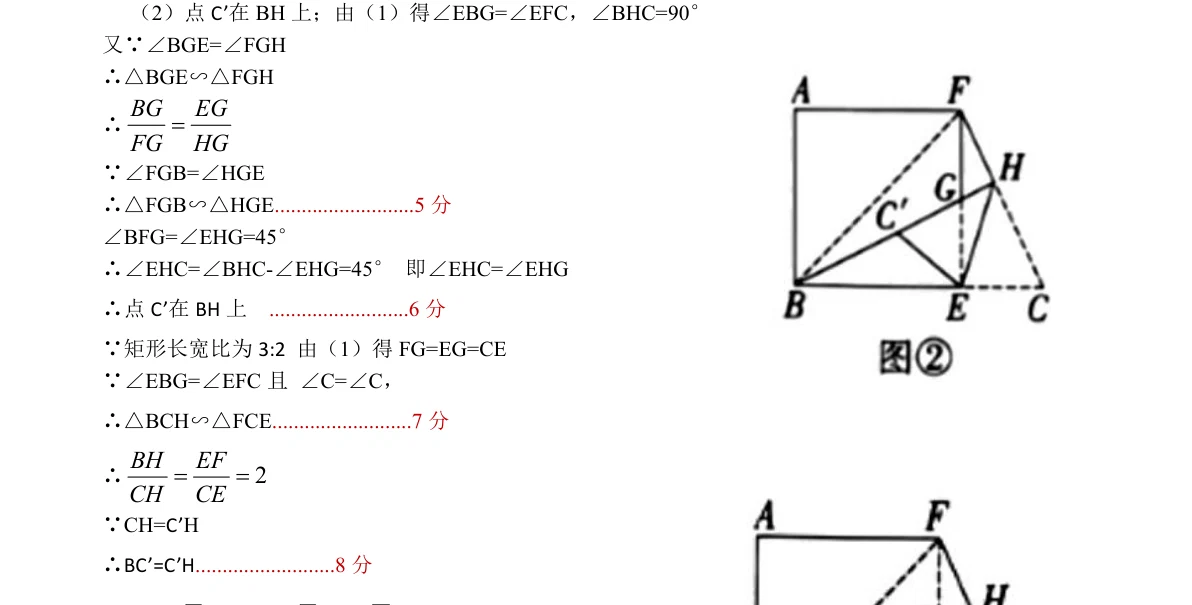 （2）点 C′在 BH 上；由（1）得∠EBG=∠EFC，∠BHC=90°
又∵∠BGE=∠FGH
∴△BGE∽△FGH
∴BG/FG=EG/HG
∵∠FGB=∠HGE
∴△FGB∽△HGE..........................5 分
∠BFG=∠EHG=45°
∴∠EHC=∠BHC-∠EHG=45° 即∠EHC=∠EHG
∴点 C′在 BH 上 ..........................6 分
∵矩形长宽比为 3:2 由（1）得 FG=EG=CE
∵∠EBG=∠EFC 且 ∠C=∠C，
∴△BCH∽△FCE..........................7 分
∴BH/CH=EF/CE=2
∵CH=C′H
∴BC′=C′H..........................8 分
A F
H
G
C′
B E C
图②
A F
H